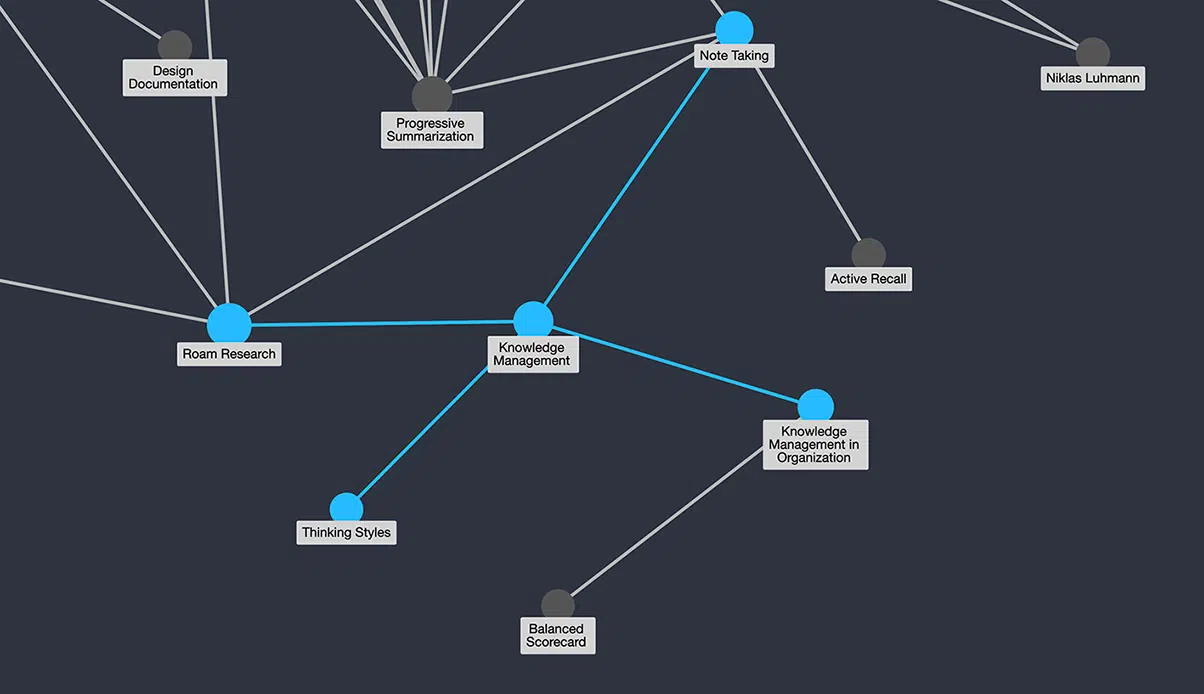 Note Taking
Design
Documentation
Niklas Luhmann
Progressive
Summarization
Active Recall
Roam Research
Knowledge
Management
Knowledge
Management in
Organization
Thinking Styles
Balanced
Scorecard